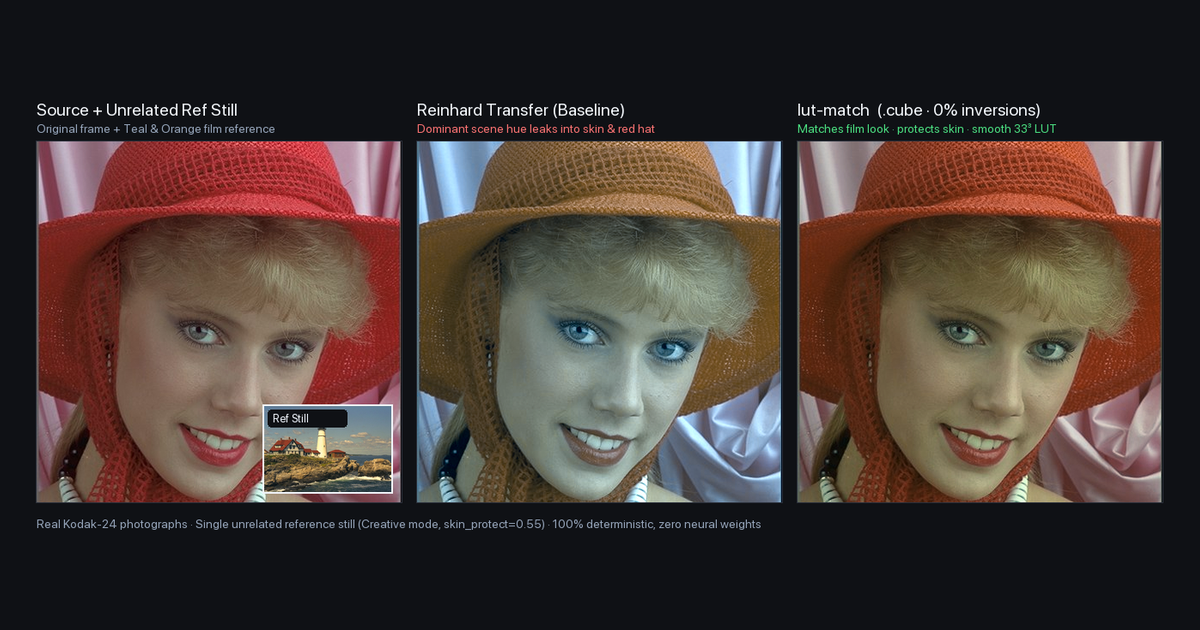 Source + Unrelated Ref Still
Original frame + Teal & Orange film reference
Ref Still
Reinhard Transfer (Baseline)
Dominant scene hue leaks into skin & red hat
lut-match (.cube · 0% inversions)
Matches film look · protects skin · smooth 33³ LUT
Real Kodak-24 photographs · Single unrelated reference still (Creative mode, skin_protect=0.55) · 100% deterministic, zero neural weights